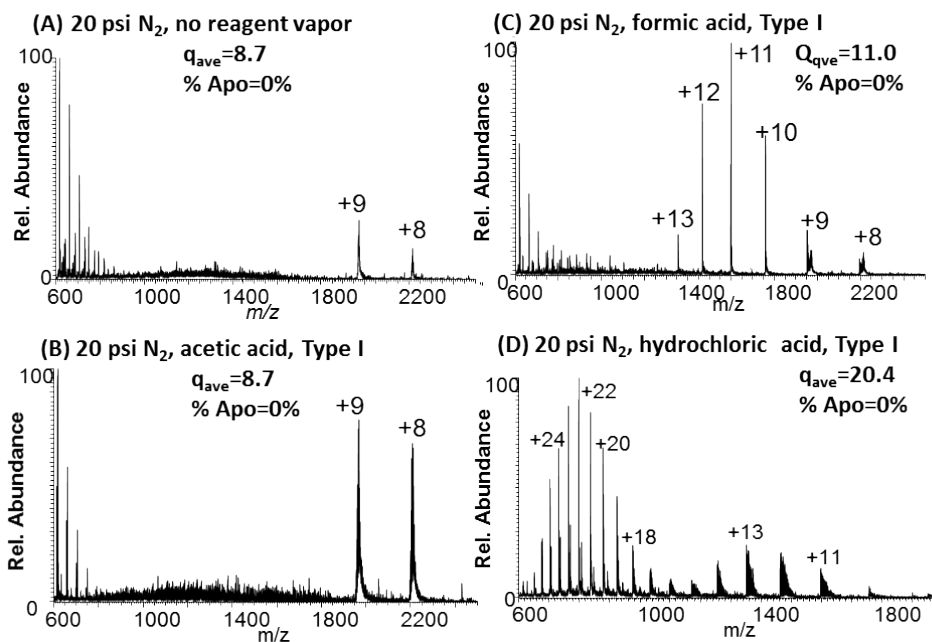 (A) 20 psi N₂, no reagent vapor
qave=8.7
% Apo=0%
100
Rel. Abundance
0
+9
+8
600 1000 1400 1800 2200
m/z
(B) 20 psi N₂, acetic acid, Type I
qave=8.7
% Apo=0%
100
Rel. Abundance
0
+9
+8
600 1000 1400 1800 2200
m/z
(C) 20 psi N₂, formic acid, Type I
Qqve=11.0
% Apo=0%
100
Rel. Abundance
0
+11
+12
+10
+13
+9
+8
600 1000 1400 1800 2200
m/z
(D) 20 psi N₂, hydrochloric acid, Type I
qave=20.4
% Apo=0%
100
Rel. Abundance
0
+22
+24
+20
+18
+13
+11
600 1000 1400 1800
m/z